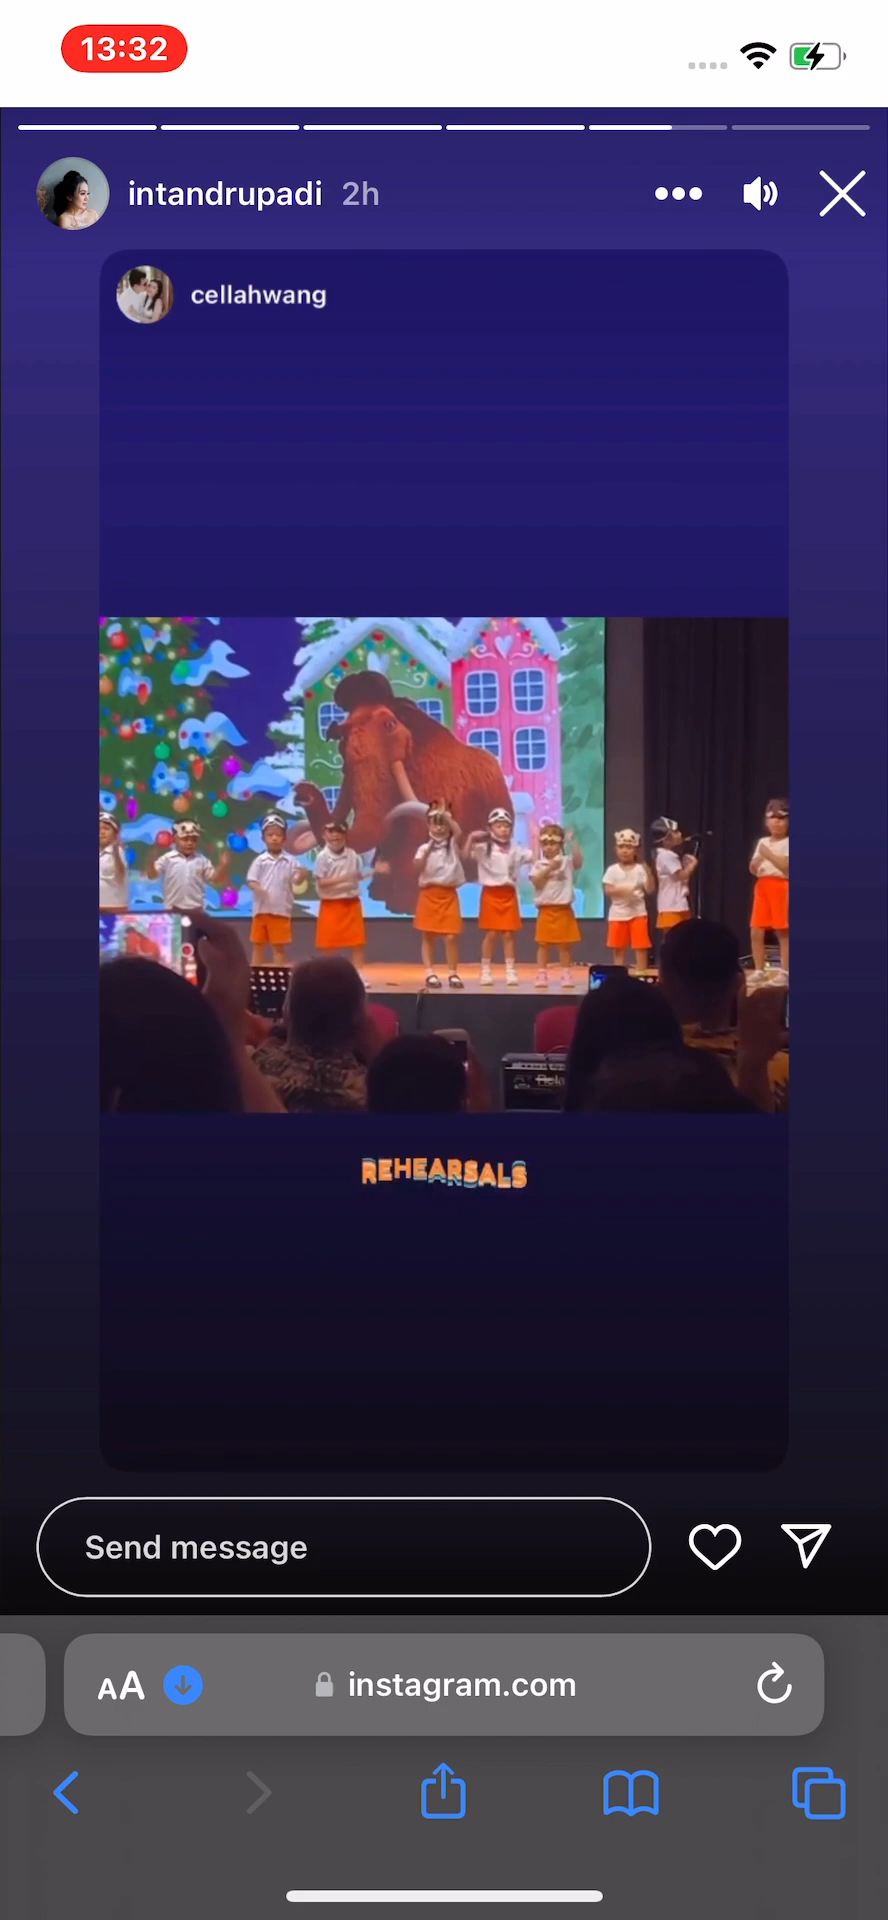 13:32
intandrupadi 2h
cellahwang
REHEARSALS
Send message
AA instagram.com